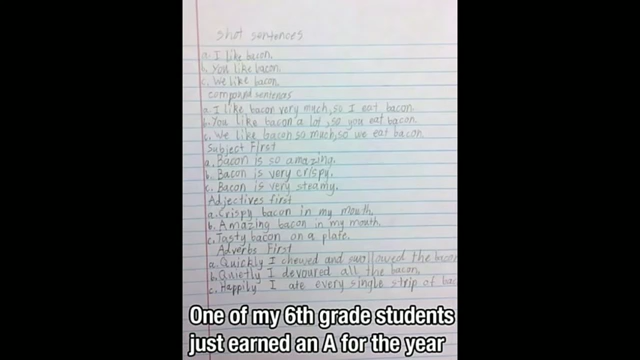 shot sentences
a. I like bacon.
b. You like bacon.
c. We like bacon.
compound sentences
a. I like bacon very much, so I eat bacon.
b. You like bacon a lot, so you eat bacon.
c. We like bacon so much, so we eat bacon
Subject First
a. Bacon is so amazing.
b. Bacon is very crispy.
c. Bacon is very steamy.
Adjectives first
a. Crispy bacon in my mouth.
b. Amazing bacon in my mouth
c. Tasty bacon on a plate.
Adverbs First
a. Quickly I chewed and swallowed the bacon
b. Quietly I devoured all the bacon.
c. Happily I ate every single strip of bac
One of my 6th grade students
just earned an A for the year